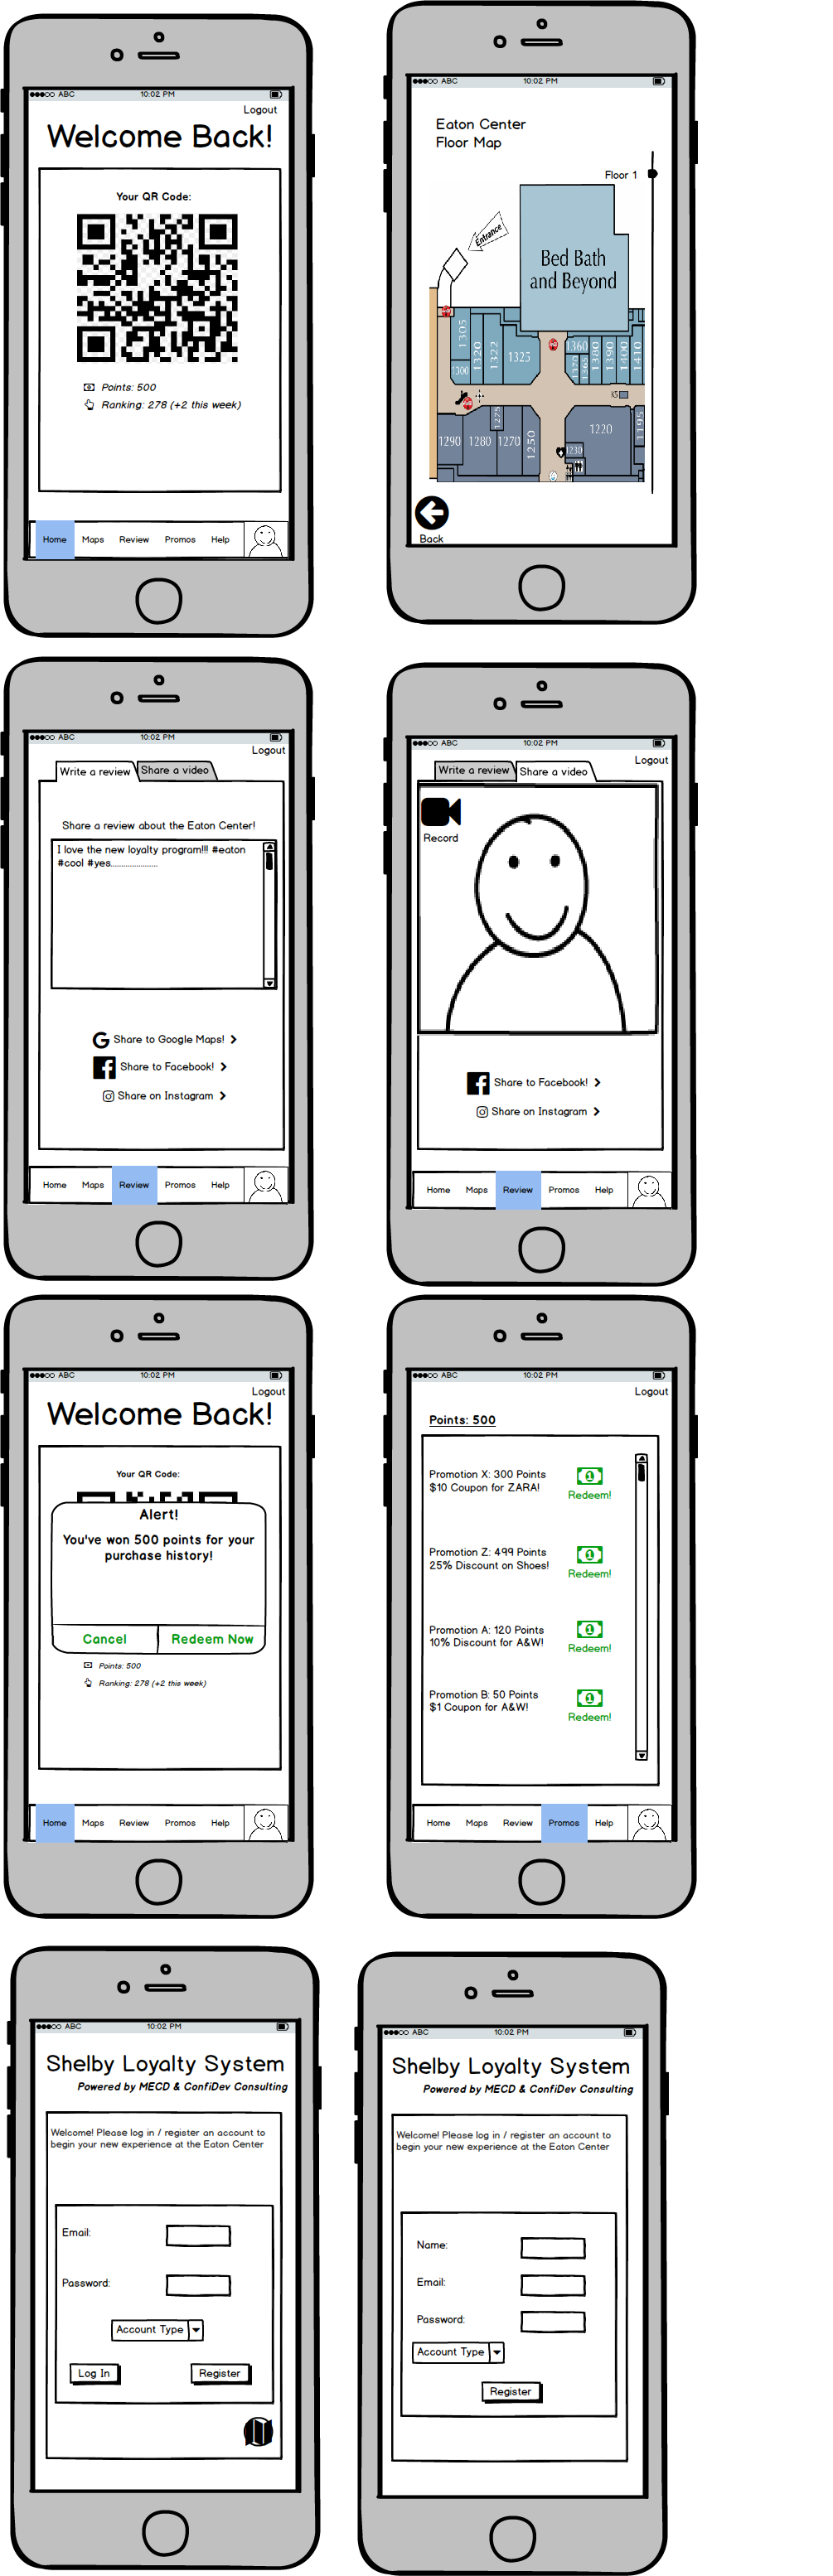 ABC 10:02 PM
Logout
Welcome Back!
Your QR Code:
Points: 500
Ranking: 278 (+2 this week)
Home Maps Review Promos Help
ABC 10:02 PM
Eaton Center
Floor Map
Floor 1
Entrance
Bed Bath
and Beyond
1305
1300
1320
1322
1325
1360
1370
1365
1380
1390
1400
1410
K5
1290
1280
1275
1270
1250
1220
1230
1195
Back
ABC 10:02 PM
Logout
Write a review Share a video
Share a review about the Eaton Center!
I love the new loyalty program!!! #eaton
#cool #yes......................
Share to Google Maps!
Share to Facebook!
Share on Instagram
Home Maps Review Promos Help
ABC 10:02 PM
Logout
Write a review Share a video
Record
Share to Facebook!
Share on Instagram
Home Maps Review Promos Help
ABC 10:02 PM
Logout
Welcome Back!
Your QR Code:
Alert!
You've won 500 points for your
purchase history!
Cancel Redeem Now
Points: 500
Ranking: 278 (+2 this week)
Home Maps Review Promos Help
ABC 10:02 PM
Logout
Points: 500
Promotion X: 300 Points
$10 Coupon for ZARA!
1
Redeem!
Promotion Z: 499 Points
25% Discount on Shoes!
1
Redeem!
Promotion A: 120 Points
10% Discount for A&W!
1
Redeem!
Promotion B: 50 Points
$1 Coupon for A&W!
1
Redeem!
Home Maps Review Promos Help
ABC 10:02 PM
Shelby Loyalty System
Powered by MECD & ConfiDev Consulting
Welcome! Please log in / register an account to
begin your new experience at the Eaton Center
Email:
Password:
Account Type
Log In Register
ABC 10:02 PM
Shelby Loyalty System
Powered by MECD & ConfiDev Consulting
Welcome! Please log in / register an account to
begin your new experience at the Eaton Center
Name:
Email:
Password:
Account Type
Register